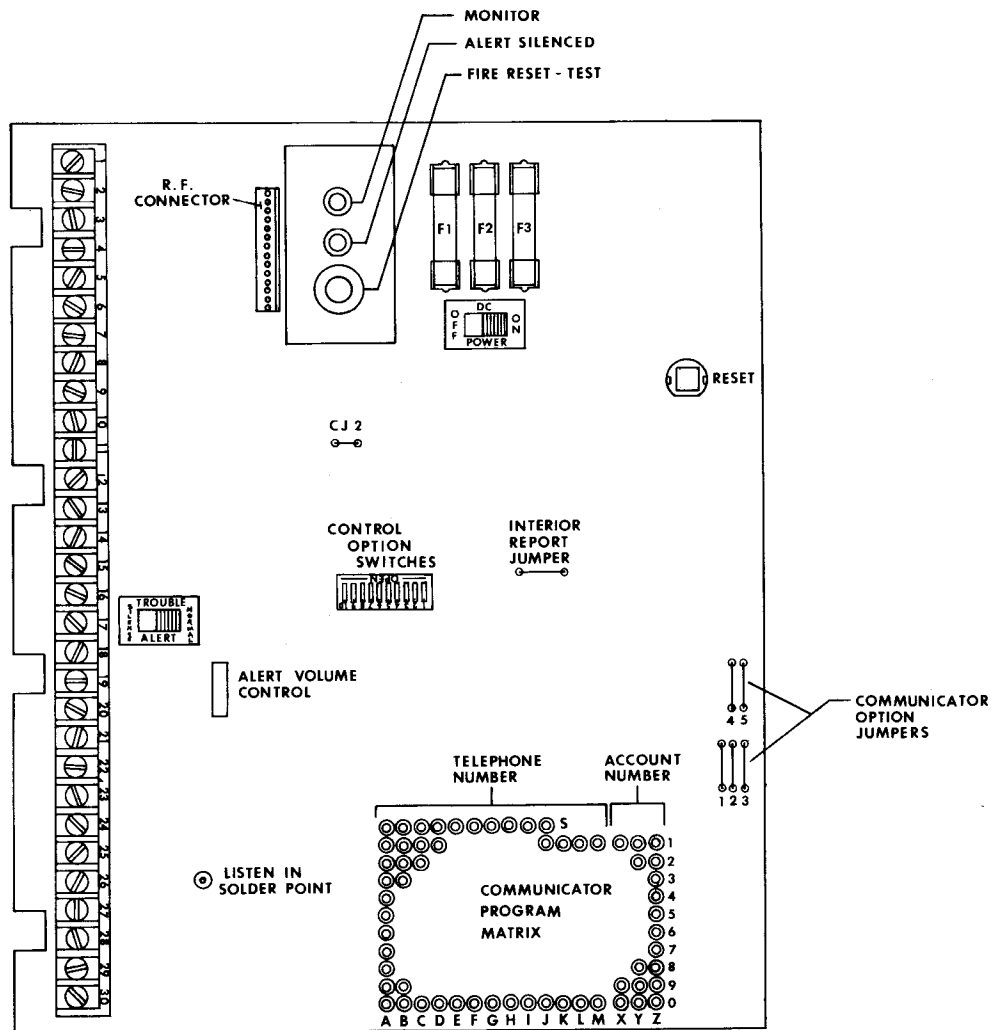 MONITOR
ALERT SILENCED
FIRE RESET - TEST
R.F.
CONNECTOR
F1 F2 F3
DC
OFF
ON
POWER
RESET
CJ 2
CONTROL
OPTION
SWITCHES
OPEN
INTERIOR
REPORT
JUMPER
TROUBLE
SILENCE
NORMAL
ALERT
ALERT VOLUME
CONTROL
4 5
COMMUNICATOR
OPTION
JUMPERS
1 2 3
TELEPHONE
NUMBER
ACCOUNT
NUMBER
S
LISTEN IN
SOLDER POINT
COMMUNICATOR
PROGRAM
MATRIX
1
2
3
4
5
6
7
8
9
0
A B C D E F G H I J K L M X Y Z
1
2
3
4
5
6
7
8
9
10
11
12
13
14
15
16
17
18
19
20
21
22
23
24
25
26
27
28
29
30